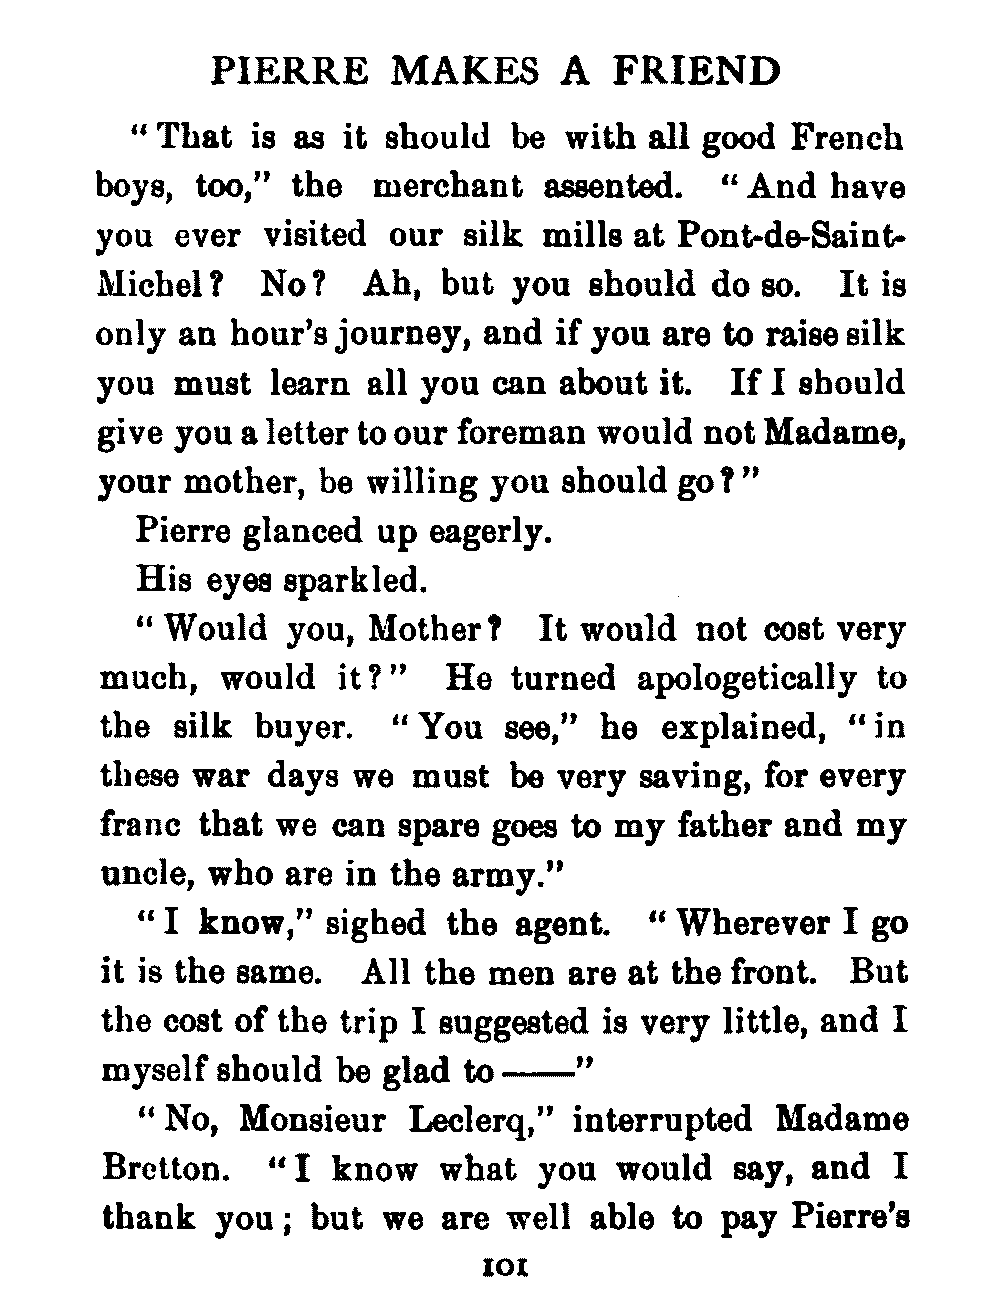 PIERRE MAKES A FRIEND
“ That is as it should be with all good French
boys, too,” the merchant assented. “ And have
you ever visited our silk mills at Pont-de-Saint-
Michel? No? Ah, but you should do so. It is
only an hour’s journey, and if you are to raise silk
you must learn all you can about it. If I should
give you a letter to our foreman would not Madame,
your mother, be willing you should go?”
Pierre glanced up eagerly.
His eyes sparkled.
“ Would you, Mother? It would not cost very
much, would it?” He turned apologetically to
the silk buyer. “ You see,” he explained, “ in
these war days we must be very saving, for every
franc that we can spare goes to my father and my
uncle, who are in the army.”
“ I know,” sighed the agent. “ Wherever I go
it is the same. All the men are at the front. But
the cost of the trip I suggested is very little, and I
myself should be glad to ——”
“ No, Monsieur Leclerq,” interrupted Madame
Bretton. “ I know what you would say, and I
thank you; but we are well able to pay Pierre’s
101